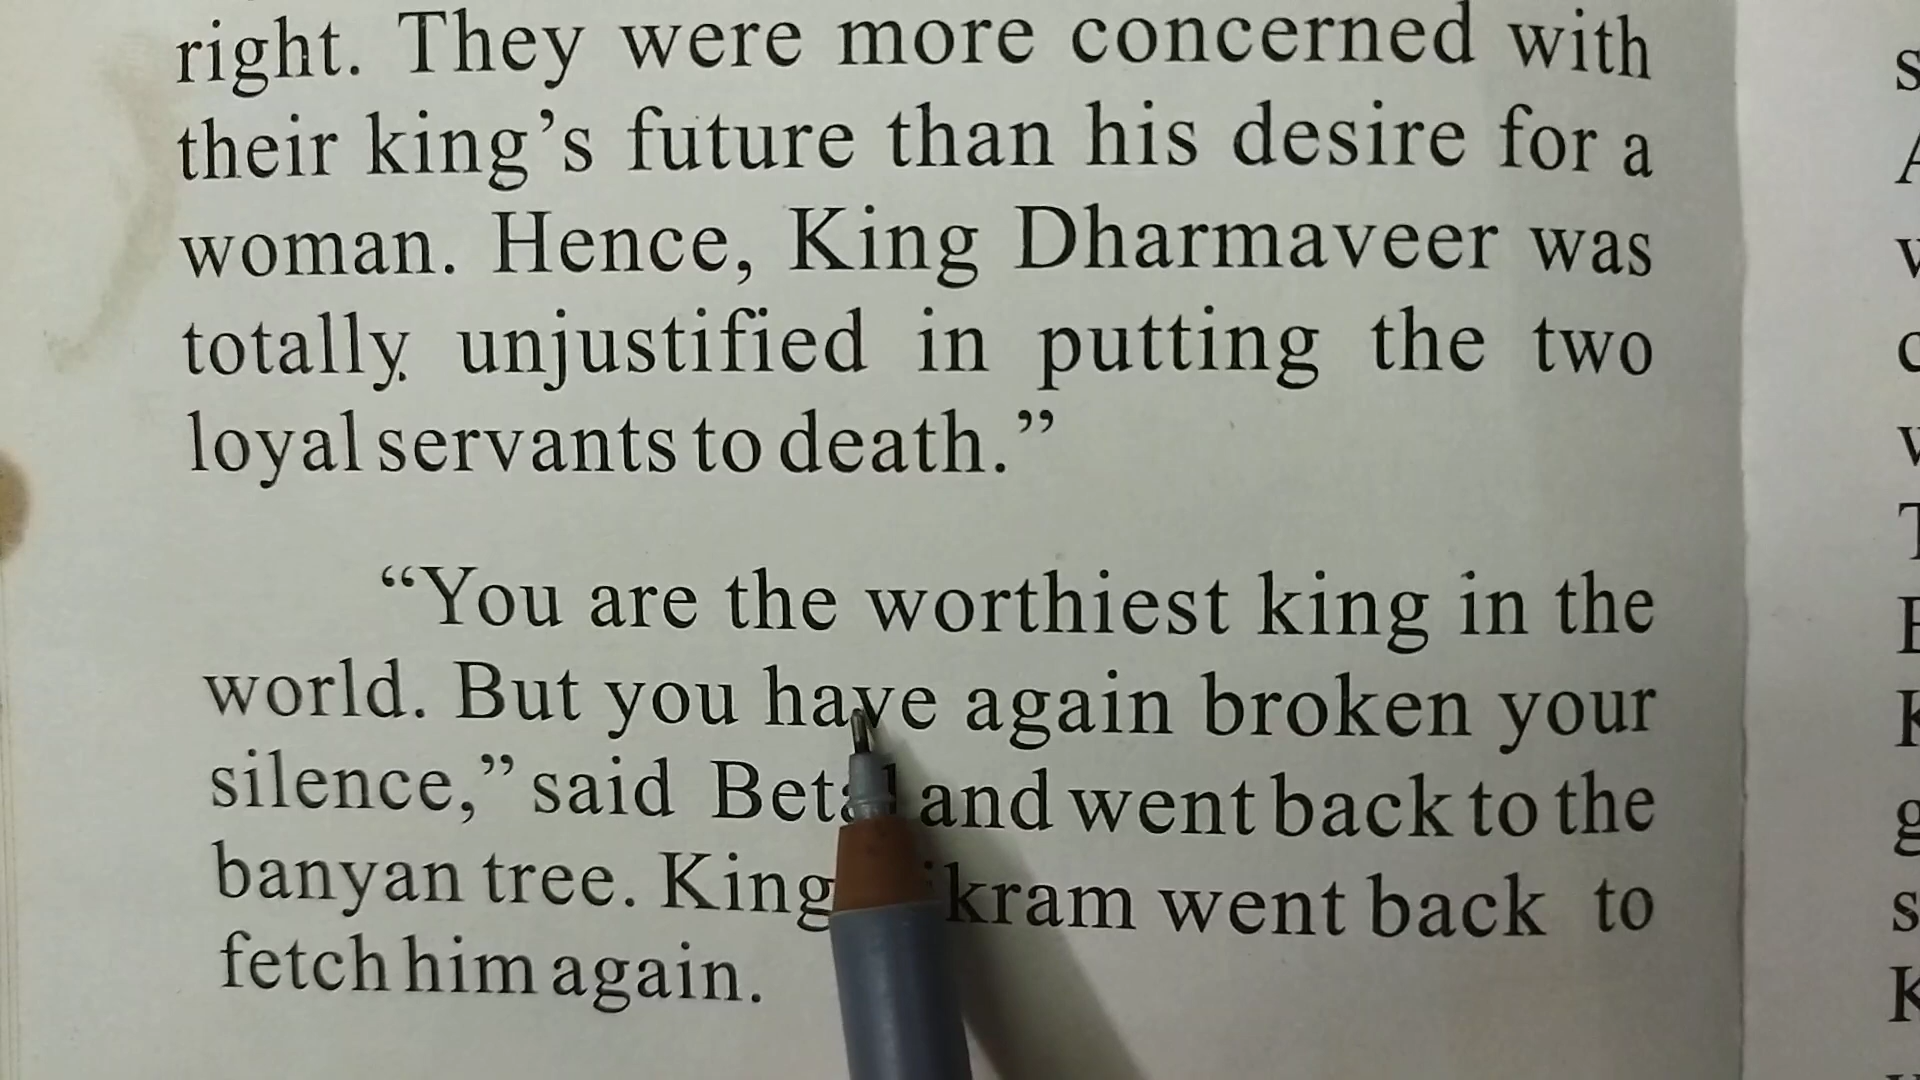 right. They were more concerned with
their king’s future than his desire for a
woman. Hence, King Dharmaveer was
totally unjustified in putting the two
loyal servants to death.”
“You are the worthiest king in the
world. But you have again broken your
silence,” said and went back to the
banyan tree. King went back to
fetch him again.